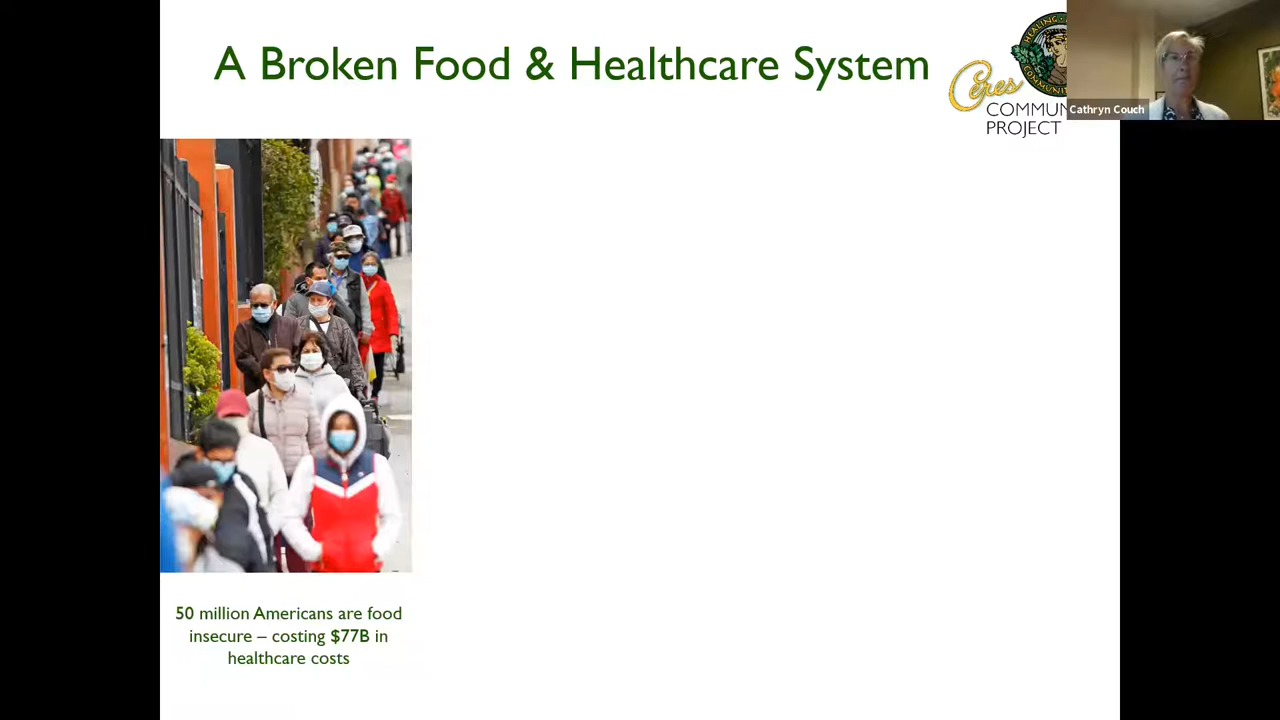 A Broken Food & Healthcare System
HEALING
Ceres
COMMUN
PROJECT
Cathryn Couch
50 million Americans are food
insecure – costing $77B in
healthcare costs